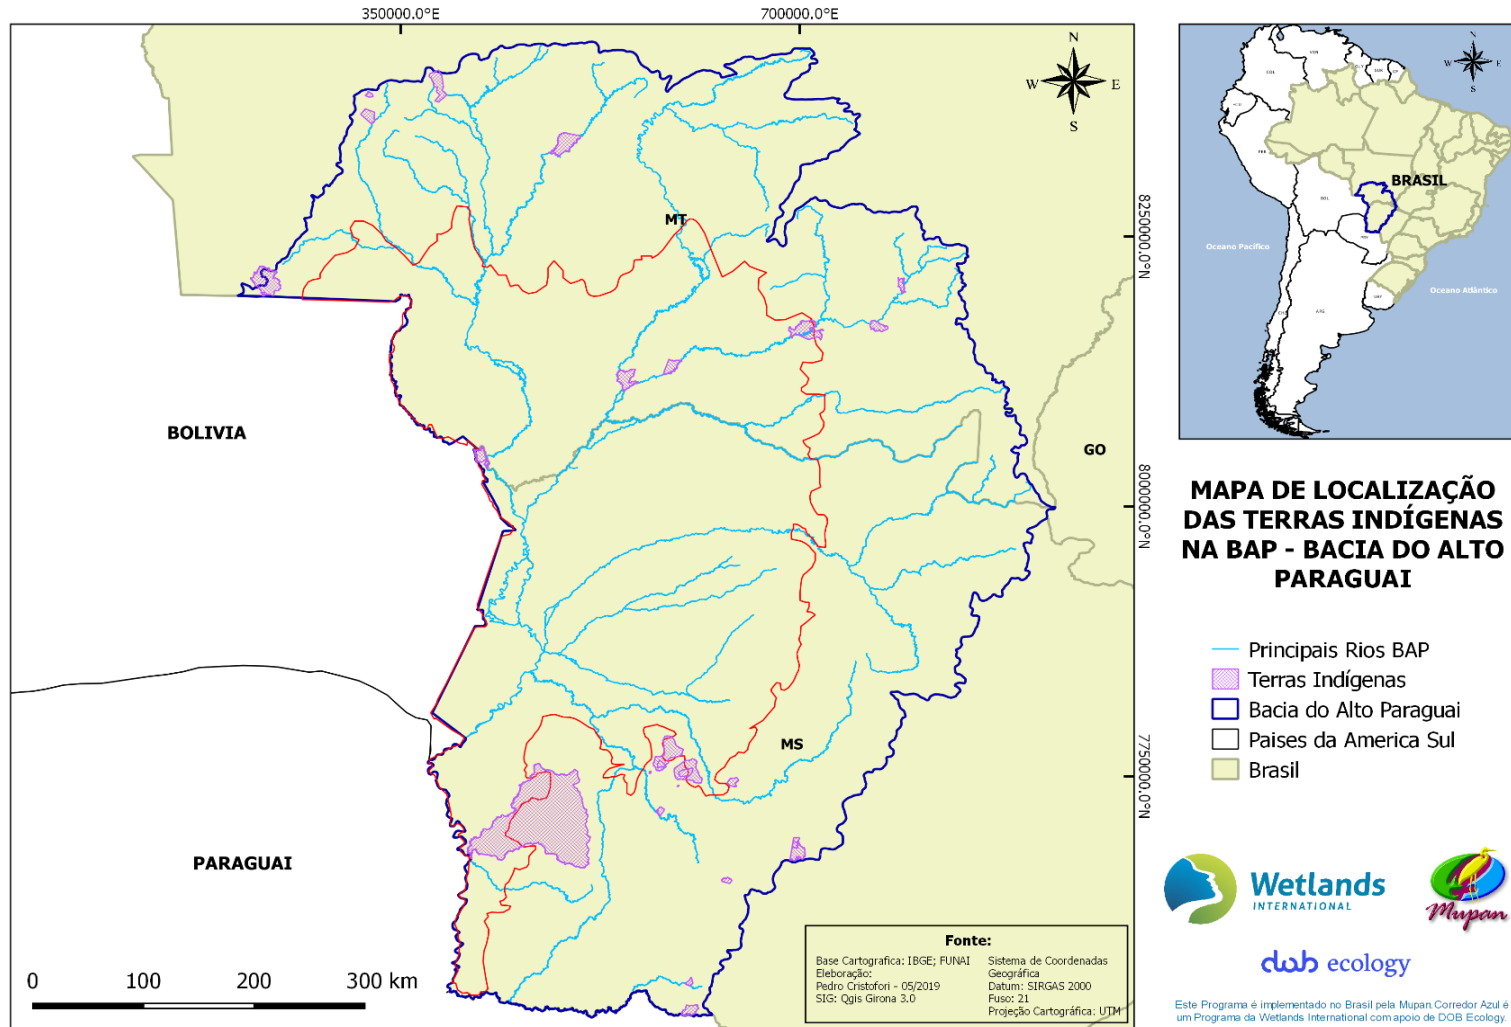 350000.0°E
700000.0°E
N
W
E
S
MT
8250000.0°N
BOLIVIA
GO
8000000.0°N
MS
7750000.0°N
PARAGUAI
0 100 200 300 km
Fonte:
Base Cartografica: IBGE; FUNAI
Elaboração:
Pedro Cristofori - 05/2019
SIG: Qgis Girona 3.0
Sistema de Coordenadas
Geográfica
Datum: SIRGAS 2000
Fuso: 21
Projeção Cartográfica: UTM
N
W
E
S
BRASIL
Oceano Pacífico
Oceano Atlântico
MAPA DE LOCALIZAÇÃO
DAS TERRAS INDÍGENAS
NA BAP - BACIA DO ALTO
PARAGUAI
Principais Rios BAP
Terras Indígenas
Bacia do Alto Paraguai
Paises da America Sul
Brasil
Wetlands
INTERNATIONAL
Mupan
dob ecology
Este Programa é implementado no Brasil pela Mupan.Corredor Azul é
um Programa da Wetlands International com apoio de DOB Ecology.